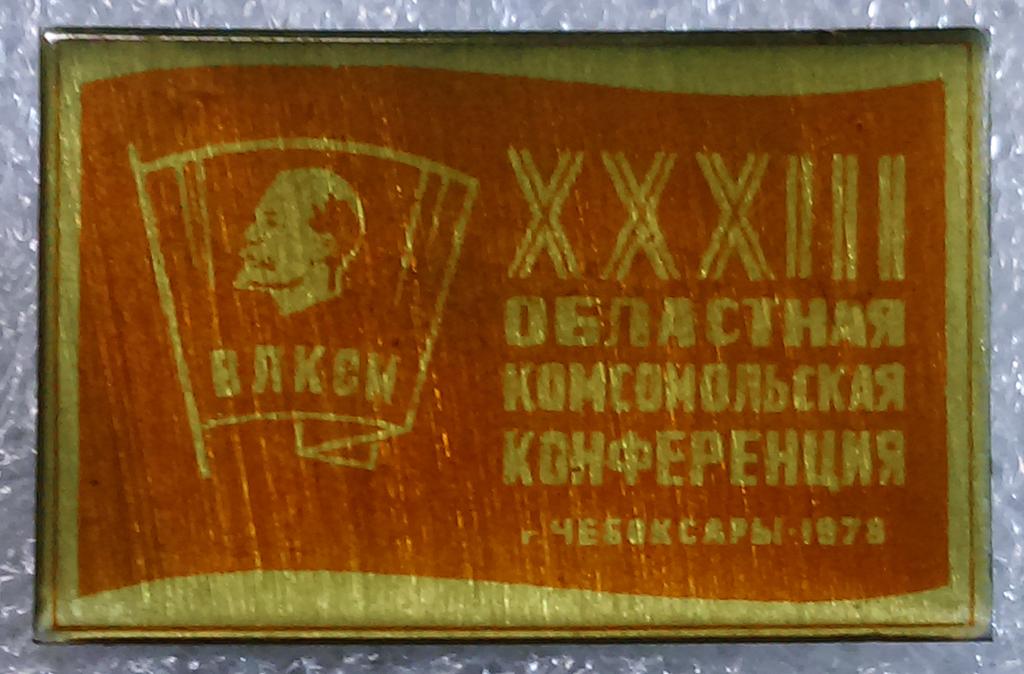 ВЛКСМ
XXXIII
ОБЛАСТНАЯ
КОМСОМОЛЬСКАЯ
КОНФЕРЕНЦИЯ
г. ЧЕБОКСАРЫ-1978